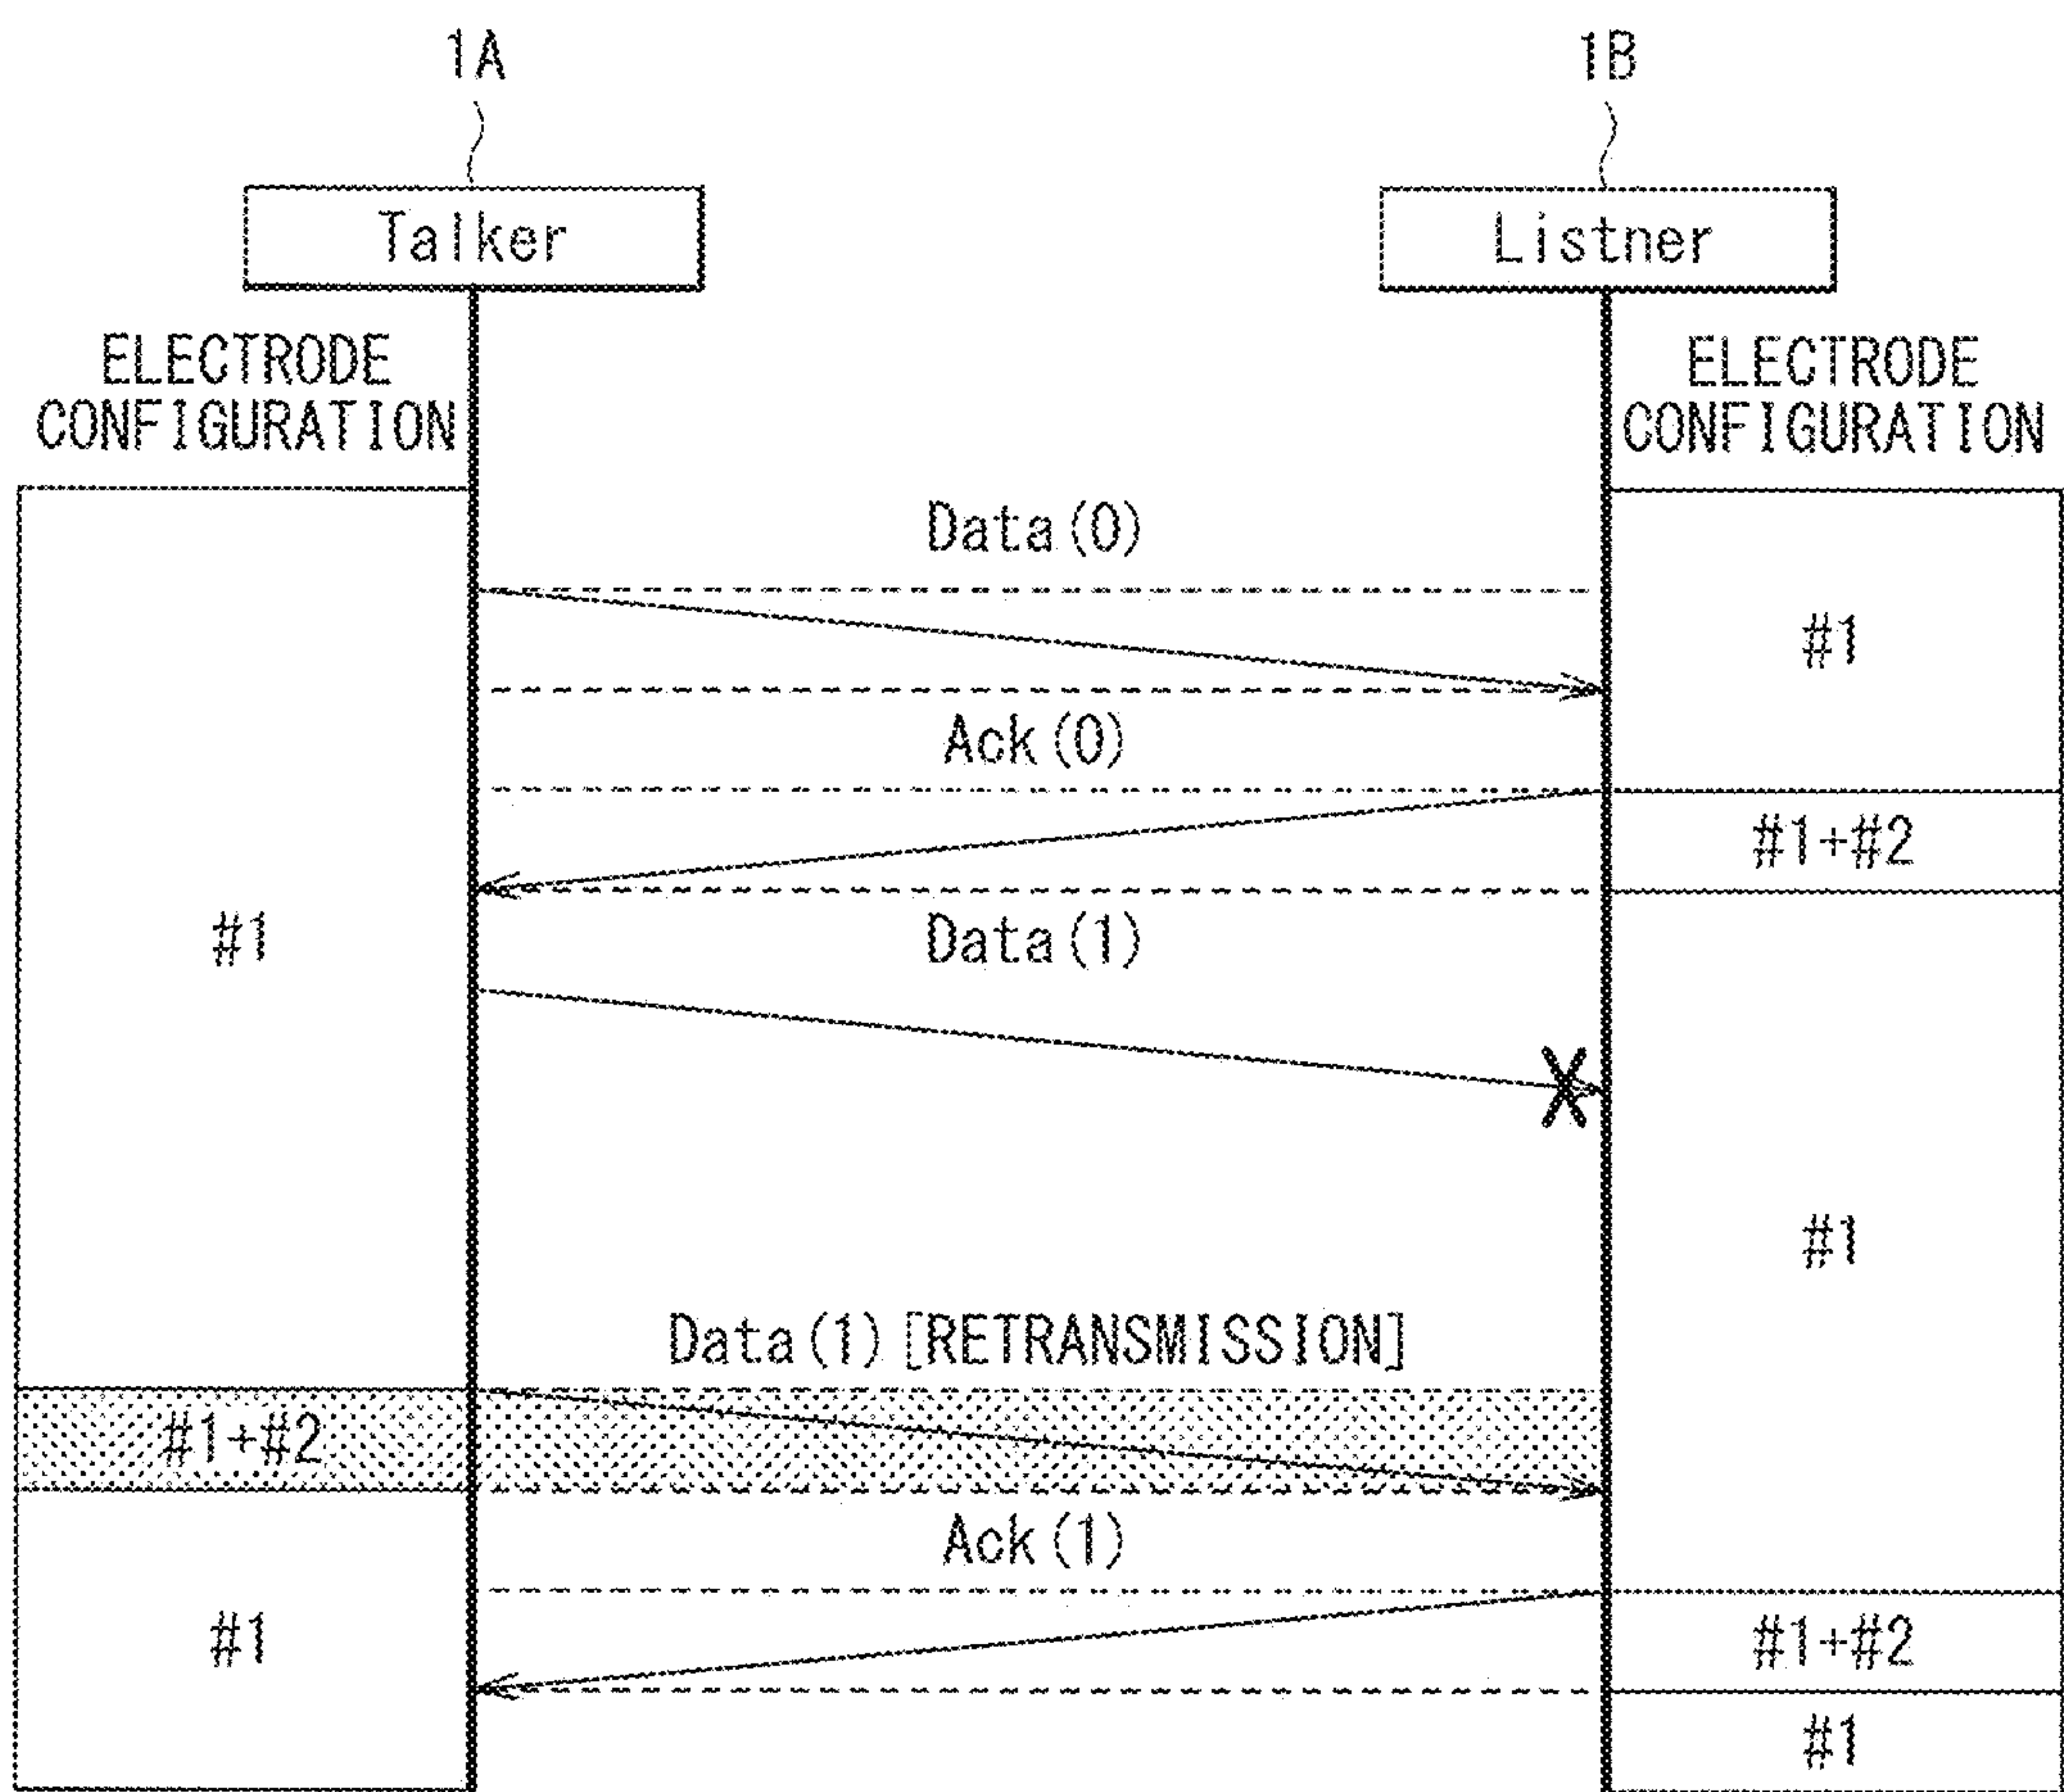 1A
1B
Talker
Listner
ELECTRODE
CONFIGURATION
ELECTRODE
CONFIGURATION
Data(0)
#1
Ack(0)
#1+#2
#1
Data(1)
#1
Data(1)[RETRANSMISSION]
#1+#2
Ack(1)
#1
#1+#2
#1